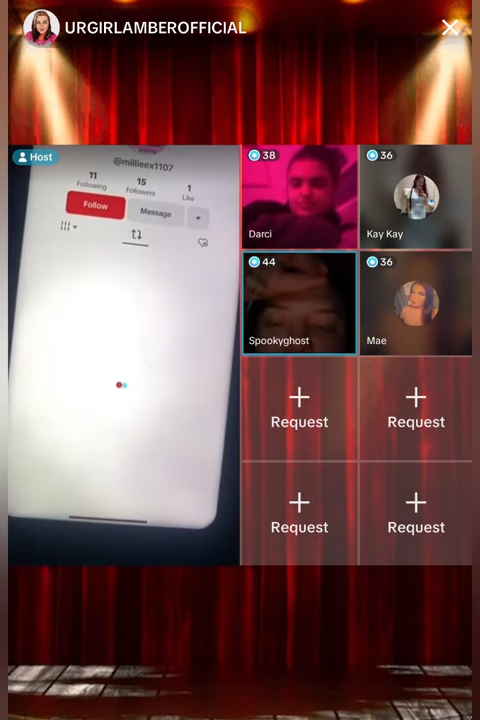 URGIRLAMBEROFFICIAL
Host
@millieex1107
11
Following
15
Followers
1
Like
Follow
Message
38
Darci
36
Kay Kay
44
Spookyghost
36
Mae
Request
Request
Request
Request